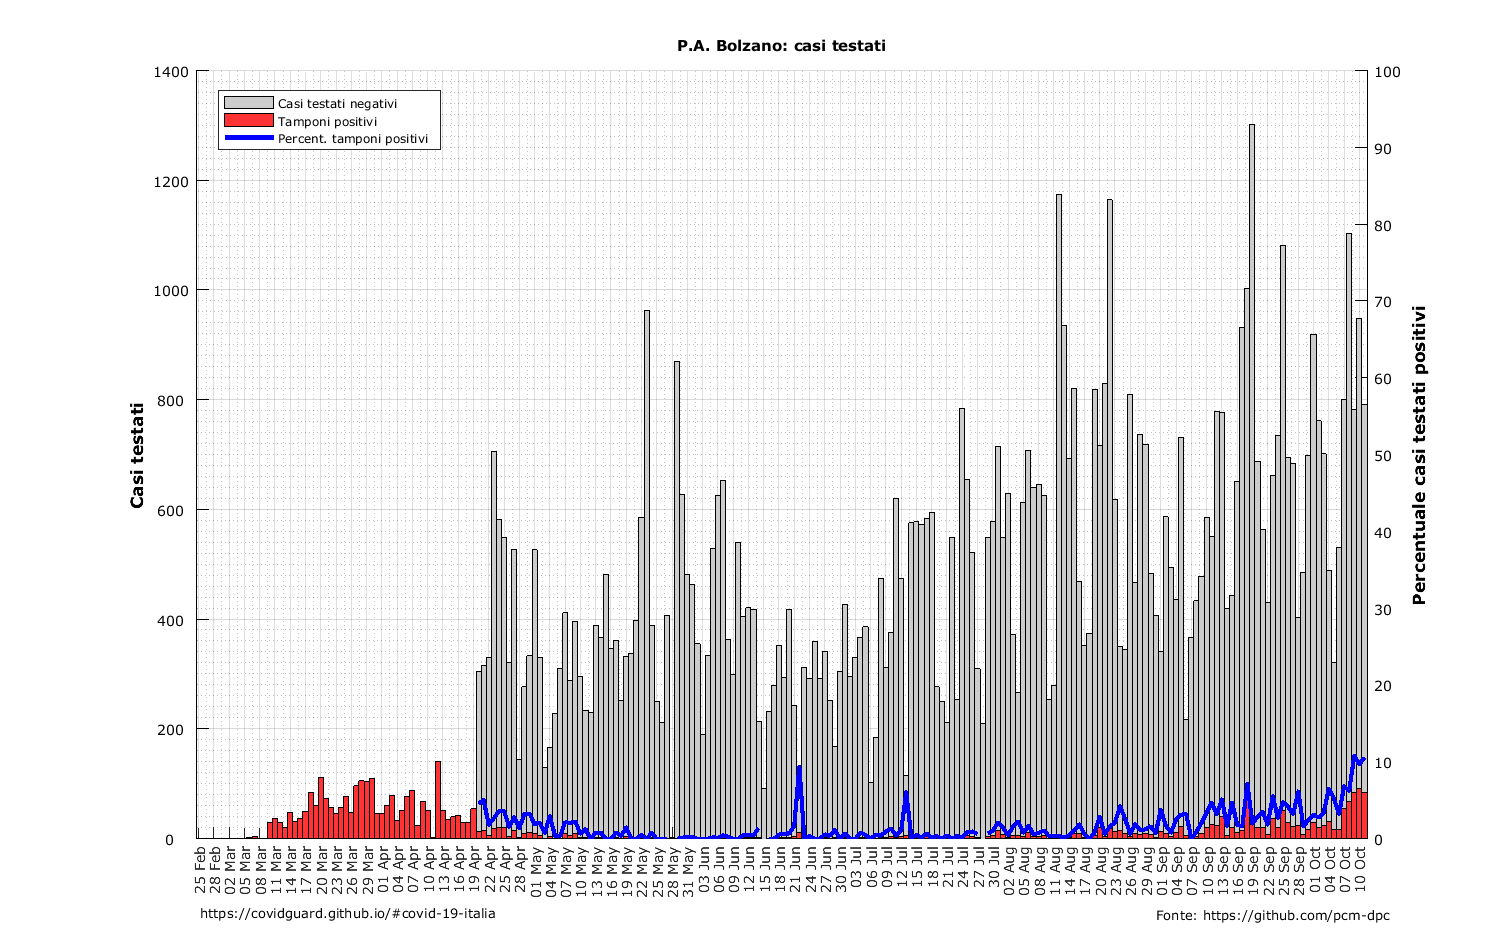 P.A. Bolzano: casi testati
1400
1200
1000
800
600
400
200
0
100
90
80
70
60
50
40
30
20
10
0
Casi testati negativi
Tamponi positivi
Percent. tamponi positivi
Casi testati
Percentuale casi testati positivi
25 Feb
28 Feb
02 Mar
05 Mar
08 Mar
11 Mar
14 Mar
17 Mar
20 Mar
23 Mar
26 Mar
29 Mar
01 Apr
04 Apr
07 Apr
10 Apr
13 Apr
16 Apr
19 Apr
22 Apr
25 Apr
28 Apr
01 May
04 May
07 May
10 May
13 May
16 May
19 May
22 May
25 May
28 May
31 May
03 Jun
06 Jun
09 Jun
12 Jun
15 Jun
18 Jun
21 Jun
24 Jun
27 Jun
30 Jun
03 Jul
06 Jul
09 Jul
12 Jul
15 Jul
18 Jul
21 Jul
24 Jul
27 Jul
30 Jul
02 Aug
05 Aug
08 Aug
11 Aug
14 Aug
17 Aug
20 Aug
23 Aug
26 Aug
29 Aug
01 Sep
04 Sep
07 Sep
10 Sep
13 Sep
16 Sep
19 Sep
22 Sep
25 Sep
28 Sep
01 Oct
04 Oct
07 Oct
10 Oct
https://covidguard.github.io/#covid-19-italia
Fonte: https://github.com/pcm-dpc